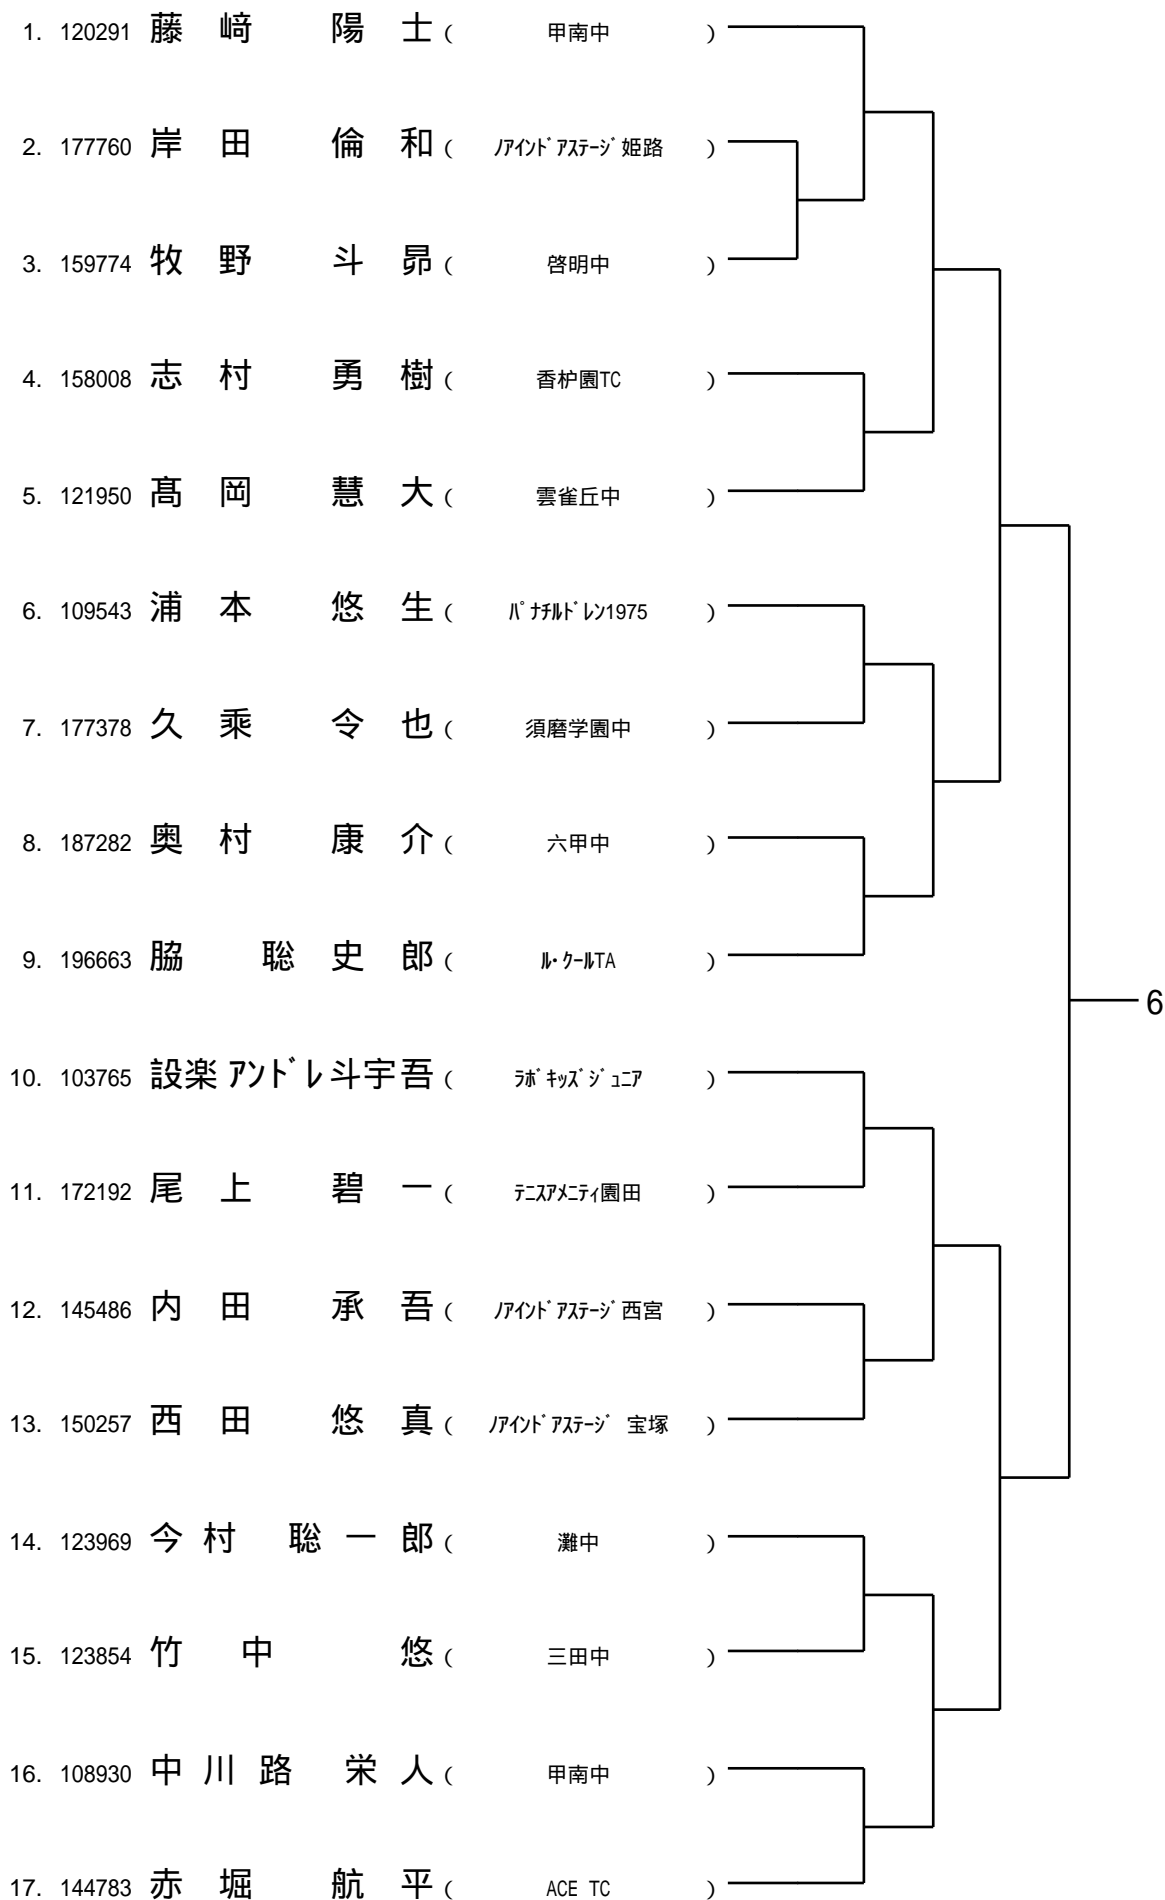 1. 120291 藤﨑 陽士 ( 甲南中 )
2. 177760 岸田 倫和 ( ﾉｱｲﾝﾄﾞｱｽﾃｰｼﾞ姫路 )
3. 159774 牧野 斗昴 ( 啓明中 )
4. 158008 志村 勇樹 ( 香枦園TC )
5. 121950 髙岡 慧大 ( 雲雀丘中 )
6. 109543 浦本 悠生 ( ﾊﾟﾅﾁﾙﾄﾞﾚﾝ1975 )
7. 177378 久乘 令也 ( 須磨学園中 )
8. 187282 奥村 康介 ( 六甲中 )
9. 196663 脇 聡史郎 ( ﾙ･ｸｰﾙTA )
6
10. 103765 設楽 ｱﾝﾄﾞﾚ斗宇吾 ( ﾗﾎﾞｷｯｽﾞｼﾞｭﾆｱ )
11. 172192 尾上 碧一 ( ﾃﾆｽｱﾒﾆﾃｨ園田 )
12. 145486 内田 承吾 ( ﾉｱｲﾝﾄﾞｱｽﾃｰｼﾞ西宮 )
13. 150257 西田 悠真 ( ﾉｱｲﾝﾄﾞｱｽﾃｰｼﾞ 宝塚 )
14. 123969 今村 聡一郎 ( 灘中 )
15. 123854 竹中 悠 ( 三田中 )
16. 108930 中川路 栄人 ( 甲南中 )
17. 144783 赤堀 航平 ( ACE TC )